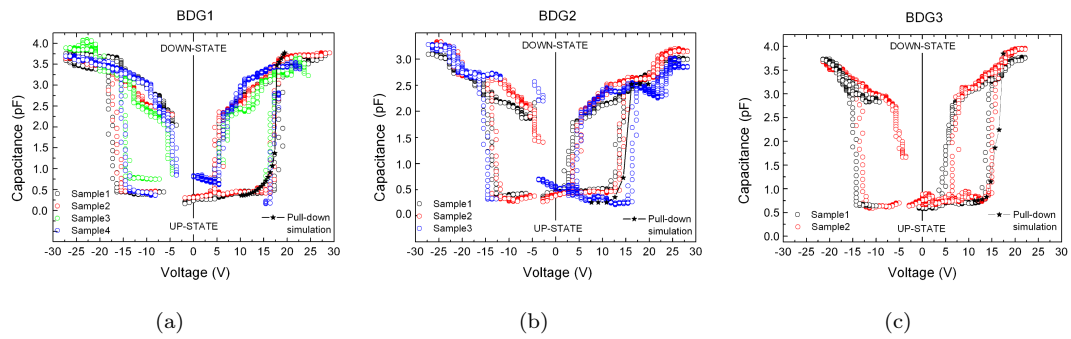 BDG1
DOWN-STATE
UP-STATE
Capacitance (pF)
4.0
3.5
3.0
2.5
2.0
1.5
1.0
0.5
0.0
Sample1
Sample2
Sample3
Sample4
Pull-down
simulation
-30 -25 -20 -15 -10 -5 0 5 10 15 20 25 30
Voltage (V)
(a)
BDG2
DOWN-STATE
UP-STATE
Capacitance (pF)
3.0
2.5
2.0
1.5
1.0
0.5
0.0
Sample1
Sample2
Sample3
Pull-down
simulation
-30 -25 -20 -15 -10 -5 0 5 10 15 20 25 30
Voltage (V)
(b)
BDG3
DOWN-STATE
UP-STATE
Capacitance (pF)
4.0
3.5
3.0
2.5
2.0
1.5
1.0
0.5
0.0
Sample1
Sample2
Pull-down
simulation
-30 -25 -20 -15 -10 -5 0 5 10 15 20 25 30
Voltage (V)
(c)